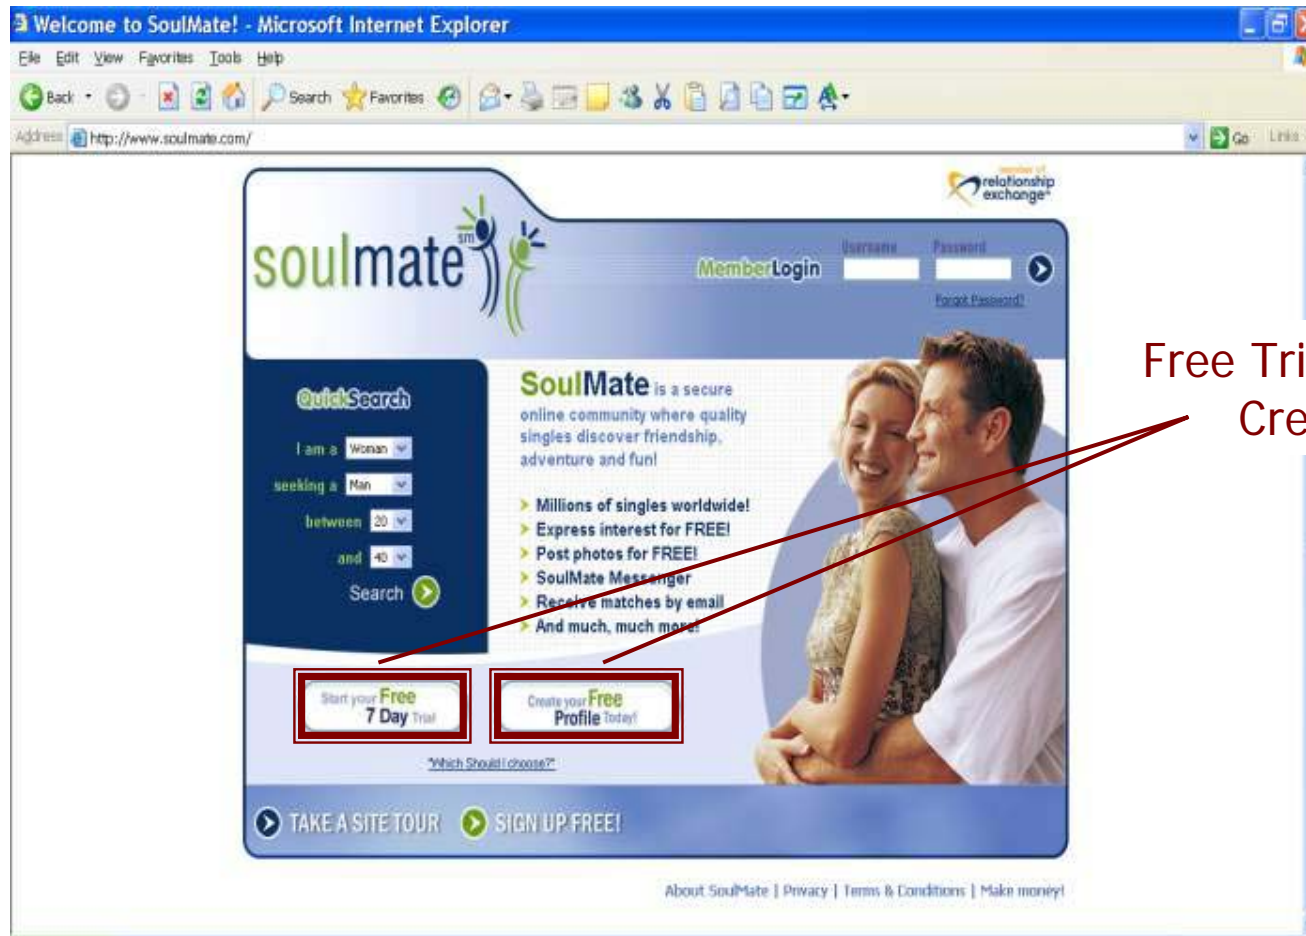 Welcome to SoulMate! - Microsoft Internet Explorer
File Edit View Favorites Tools Help
Back Search Favorites
Address http://www.soulmate.com/ Go Links
member of
relationship
exchange
soulmate sm
MemberLogin
Username Password
Forgot Password?
QuickSearch
I am a Woman
seeking a Man
between 20
and 40
Search
SoulMate is a secure
online community where quality
singles discover friendship,
adventure and fun!
Millions of singles worldwide!
Express interest for FREE!
Post photos for FREE!
SoulMate Messenger
Receive matches by email
And much, much more!
Free Tri
Cre
Start your Free
7 Day Trial
Create your Free
Profile Today!
"Which Should I choose?"
TAKE A SITE TOUR SIGN UP FREE!
About SoulMate | Privacy | Terms & Conditions | Make money!